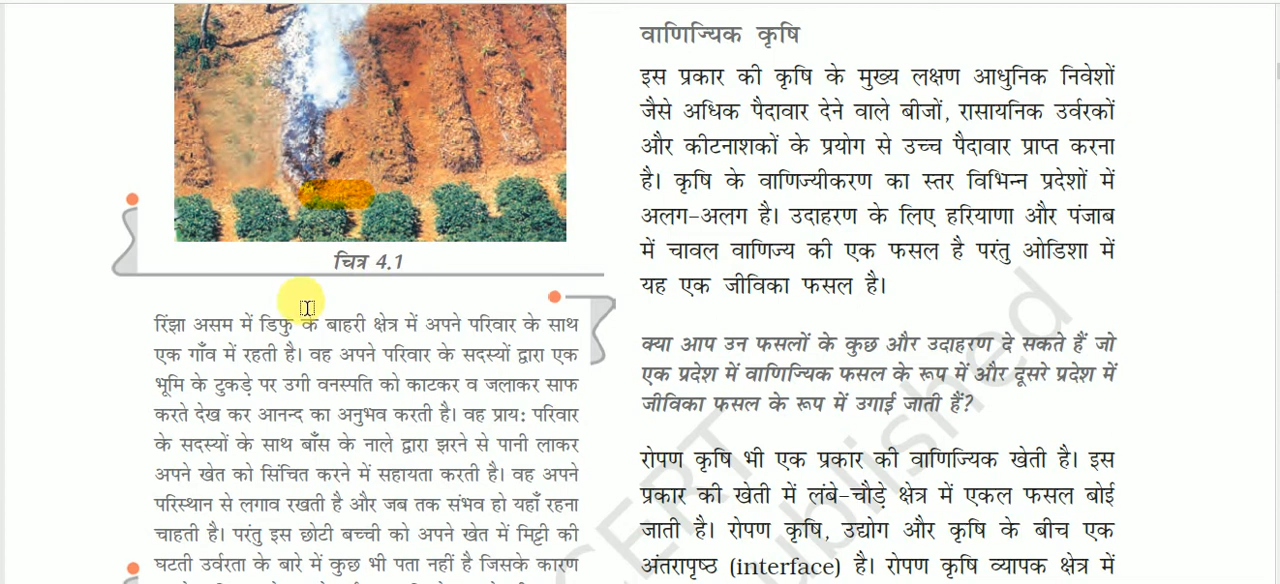 चित्र 4.1
रिंझा असम में डिफु के बाहरी क्षेत्र में अपने परिवार के साथ
एक गाँव में रहती है। वह अपने परिवार के सदस्यों द्वारा एक
भूमि के टुकड़े पर उगी वनस्पति को काटकर व जलाकर साफ
करते देख कर आनन्द का अनुभव करती है। वह प्राय: परिवार
के सदस्यों के साथ बाँस के नाले द्वारा झरने से पानी लाकर
अपने खेत को सिंचित करने में सहायता करती है। वह अपने
परिस्थान से लगाव रखती है और जब तक संभव हो यहाँ रहना
चाहती है। परंतु इस छोटी बच्ची को अपने खेत में मिट्टी की
घटती उर्वरता के बारे में कुछ भी पता नहीं है जिसके कारण
वाणिज्यिक कृषि
इस प्रकार की कृषि के मुख्य लक्षण आधुनिक निवेशों
जैसे अधिक पैदावार देने वाले बीजों, रासायनिक उर्वरकों
और कीटनाशकों के प्रयोग से उच्च पैदावार प्राप्त करना
है। कृषि के वाणिज्यीकरण का स्तर विभिन्न प्रदेशों में
अलग-अलग है। उदाहरण के लिए हरियाणा और पंजाब
में चावल वाणिज्य की एक फसल है परंतु ओडिशा में
यह एक जीविका फसल है।
क्या आप उन फसलों के कुछ और उदाहरण दे सकते हैं जो
एक प्रदेश में वाणिज्यिक फसल के रूप में और दूसरे प्रदेश में
जीविका फसल के रूप में उगाई जाती हैं?
रोपण कृषि भी एक प्रकार की वाणिज्यिक खेती है। इस
प्रकार की खेती में लंबे-चौड़े क्षेत्र में एकल फसल बोई
जाती है। रोपण कृषि, उद्योग और कृषि के बीच एक
अंतरापृष्ठ (interface) है। रोपण कृषि व्यापक क्षेत्र में
CERT
ublished